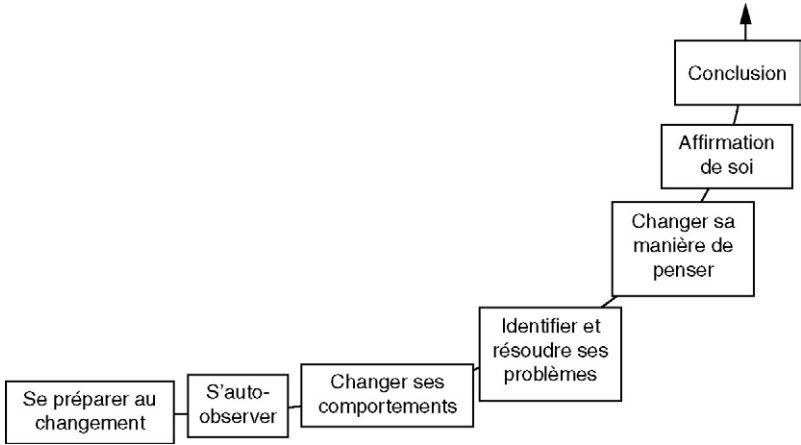 Se préparer au
changement
S'auto-
observer
Changer ses
comportements
Identifier et
résoudre ses
problèmes
Changer sa
manière de
penser
Affirmation
de soi
Conclusion